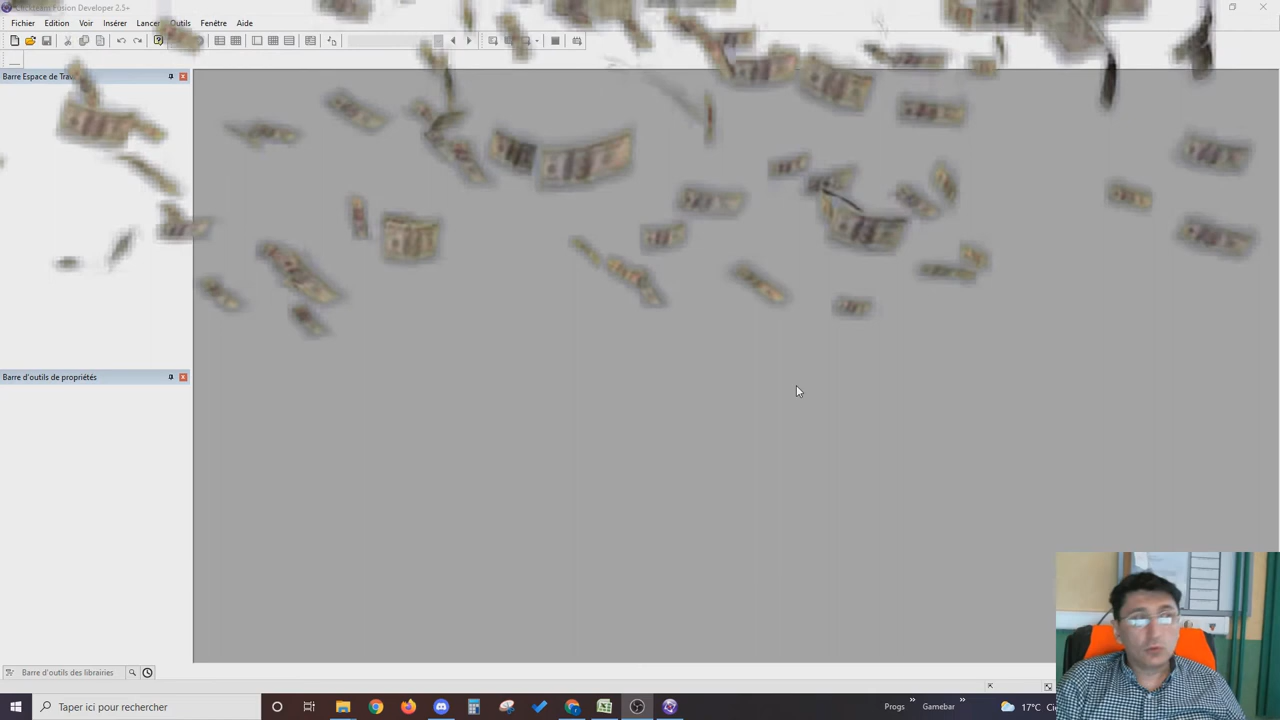 Fusion Developer 2.5+
Fichier Edition Voir Insérer Lancer Outils Fenêtre Aide
Barre Espace de
Barre d'outils de propriétés
Barre d'outils des librairies
Taper ici pour rechercher
Progs »
Gamebar »
17°C